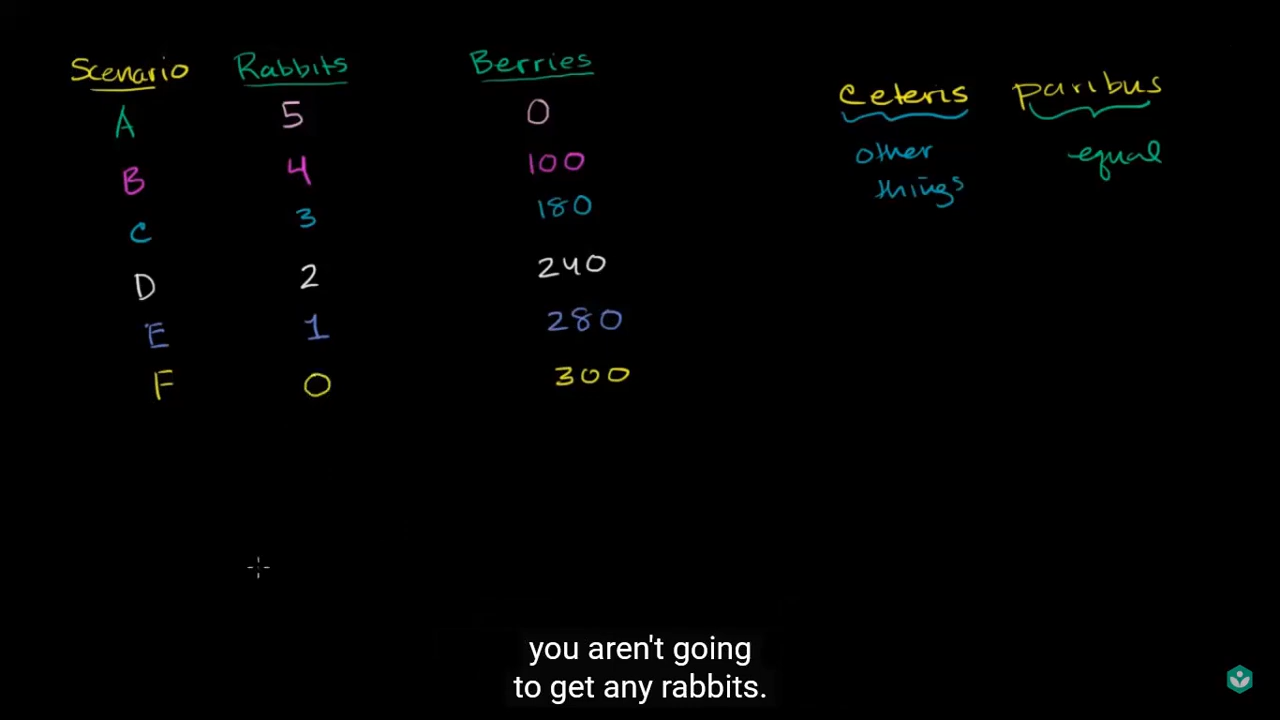 Scenario Rabbits Berries
A 5 0
B 4 100
C 3 180
D 2 240
E 1 280
F 0 300
Ceteris paribus
other equal
things
you aren't going
to get any rabbits.